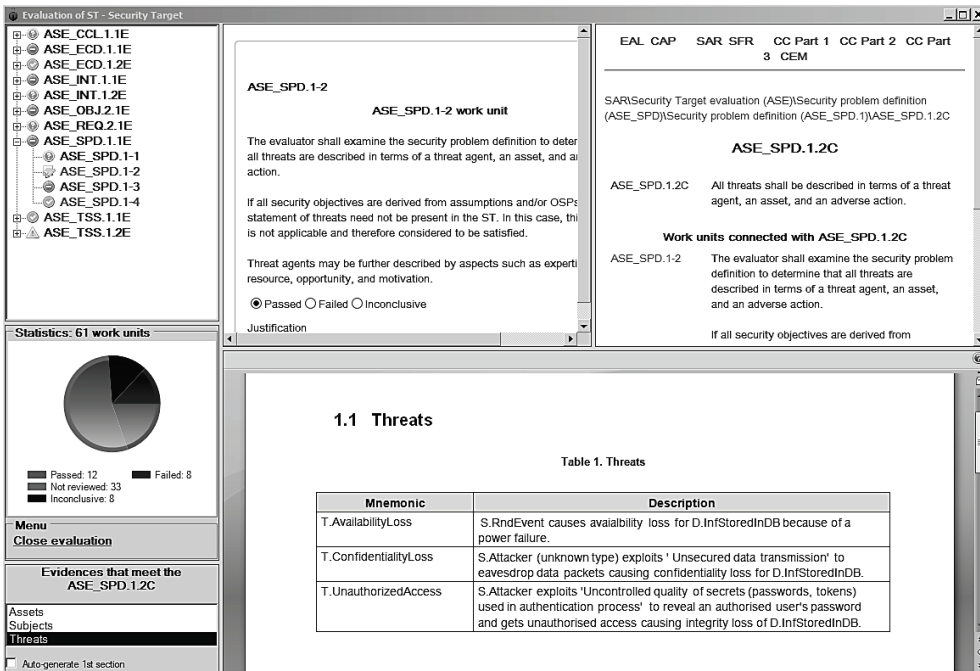 Evaluation of ST - Security Target
ASE_CCL.1.1E
ASE_ECD.1.1E
ASE_ECD.1.2E
ASE_INT.1.1E
ASE_INT.1.2E
ASE_OBJ.2.1E
ASE_REQ.2.1E
ASE_SPD.1.1E
ASE_SPD.1-1
ASE_SPD.1-2
ASE_SPD.1-3
ASE_SPD.1-4
ASE_TSS.1.1E
ASE_TSS.1.2E
Statistics: 61 work units
Passed: 12
Failed: 8
Not reviewed: 33
Inconclusive: 8
Menu
Close evaluation
Evidences that meet the
ASE_SPD.1.2C
Assets
Subjects
Threats
Auto-generate 1st section
ASE_SPD.1-2
ASE_SPD.1-2 work unit
The evaluator shall examine the security problem definition to deter
all threats are described in terms of a threat agent, an asset, and a
action.
If all security objectives are derived from assumptions and/or OSPs
statement of threats need not be present in the ST. In this case, thi
is not applicable and therefore considered to be satisfied.
Threat agents may be further described by aspects such as experti
resource, opportunity, and motivation.
Passed Failed Inconclusive
Justification
EAL CAP SAR SFR CC Part 1 CC Part 2 CC Part
3 CEM
SAR\Security Target evaluation (ASE)\Security problem definition
(ASE_SPD)\Security problem definition (ASE_SPD.1)\ASE_SPD.1.2C
ASE_SPD.1.2C
ASE_SPD.1.2C All threats shall be described in terms of a threat
agent, an asset, and an adverse action.
Work units connected with ASE_SPD.1.2C
ASE_SPD.1-2 The evaluator shall examine the security problem
definition to determine that all threats are
described in terms of a threat agent, an asset,
and an adverse action.
If all security objectives are derived from
1.1 Threats
Table 1. Threats
Mnemonic Description
T.AvailabilityLoss S.RndEvent causes avaialbility loss for D.InfStoredInDB because of a
power failure.
T.ConfidentialityLoss S.Attacker (unknown type) exploits ' Unsecured data transmission' to
eavesdrop data packets causing confidentiality loss for D.InfStoredInDB.
T.UnauthorizedAccess S.Attacker exploits 'Uncontrolled quality of secrets (passwords, tokens)
used in authentication process' to reveal an authorised user's password
and gets unauthorised access causing integrity loss of D.InfStoredInDB.